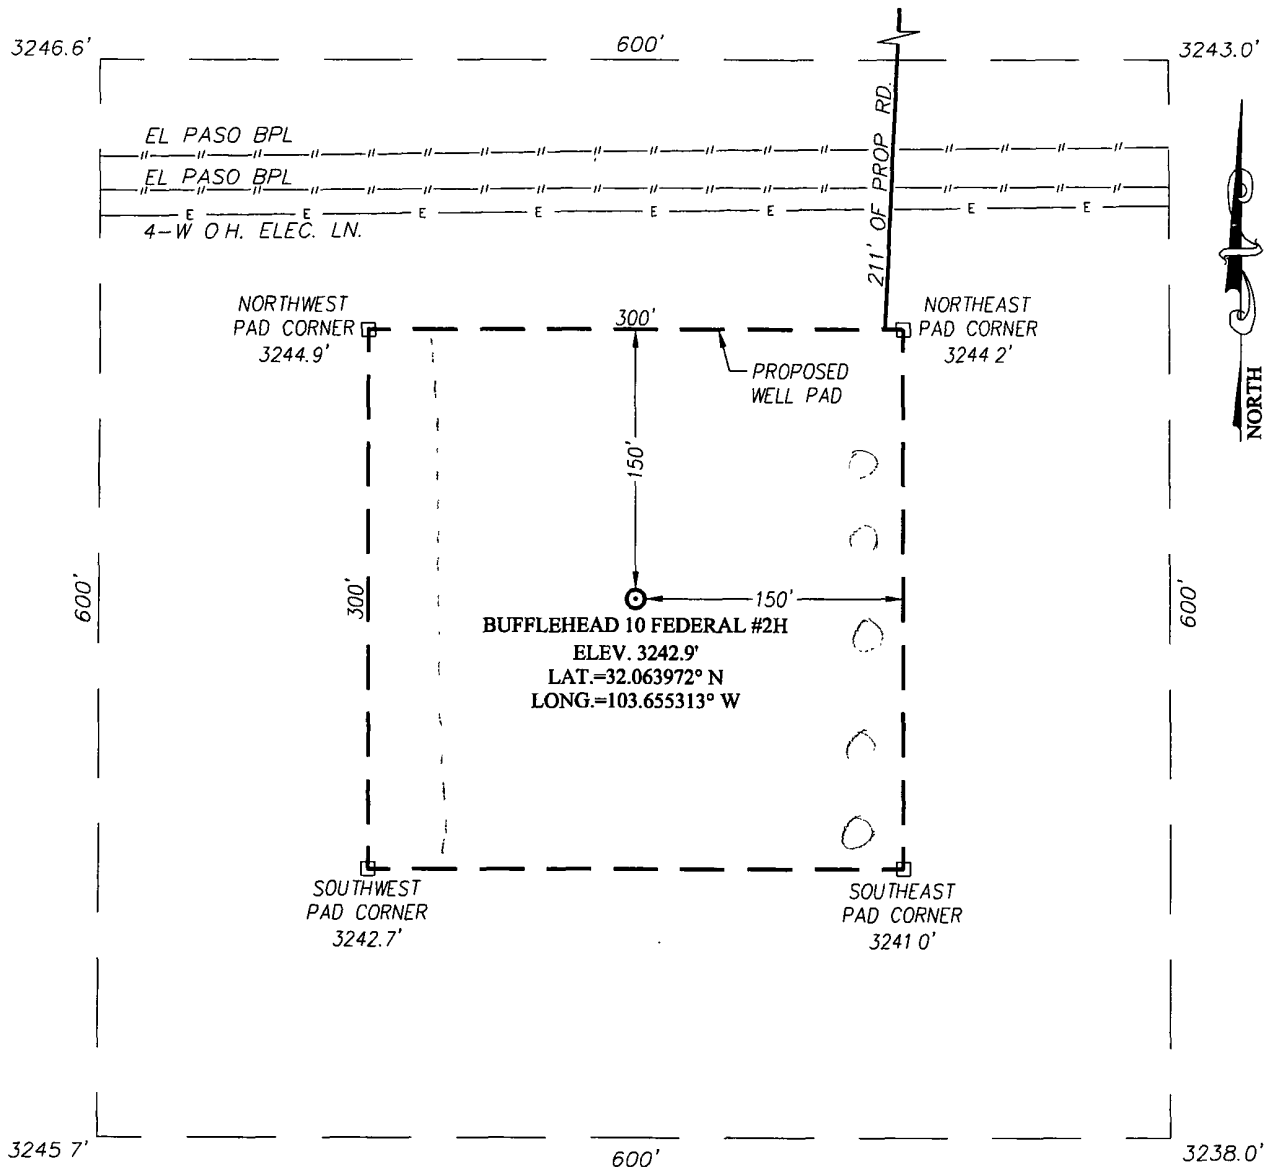 3246.6'
600'
3243.0'
EL PASO BPL
EL PASO BPL
E E E E E E E E
4-W O H. ELEC. LN.
211' OF PROP RD.
NORTHWEST
PAD CORNER
3244.9'
300'
NORTHEAST
PAD CORNER
3244 2'
PROPOSED
WELL PAD
NORTH
150'
600'
300'
150'
600'
BUFFLEHEAD 10 FEDERAL #2H
ELEV. 3242.9'
LAT.=32.063972° N
LONG.=103.655313° W
SOUTHWEST
PAD CORNER
3242.7'
SOUTHEAST
PAD CORNER
3241 0'
3245 7'
600'
3238.0'